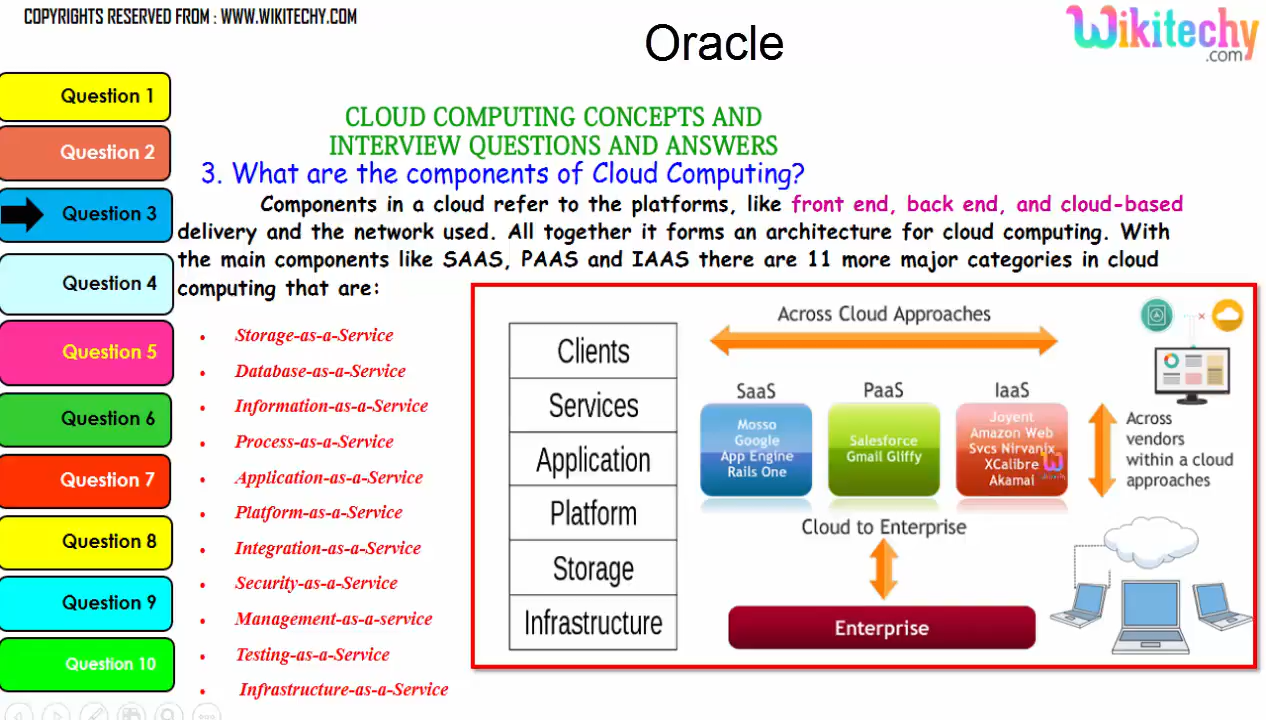 COPYRIGHTS RESERVED FROM : WWW.WIKITECHY.COM
Oracle
Wikitechy
.com
Question 1
Question 2
Question 3
Question 4
Question 5
Question 6
Question 7
Question 8
Question 9
Question 10
CLOUD COMPUTING CONCEPTS AND
INTERVIEW QUESTIONS AND ANSWERS
3. What are the components of Cloud Computing?
Components in a cloud refer to the platforms, like front end, back end, and cloud-based
delivery and the network used. All together it forms an architecture for cloud computing. With
the main components like SAAS, PAAS and IAAS there are 11 more major categories in cloud
computing that are:
• Storage-as-a-Service
• Database-as-a-Service
• Information-as-a-Service
• Process-as-a-Service
• Application-as-a-Service
• Platform-as-a-Service
• Integration-as-a-Service
• Security-as-a-Service
• Management-as-a-service
• Testing-as-a-Service
• Infrastructure-as-a-Service
Clients
Services
Application
Platform
Storage
Infrastructure
Across Cloud Approaches
SaaS
Mosso
Google
App Engine
Rails One
PaaS
Salesforce
Gmail Gliffy
IaaS
Joyent
Amazon Web
Svcs Nirvanix
XCalibre
Akamai
Across
vendors
within a cloud
approaches
Cloud to Enterprise
Enterprise